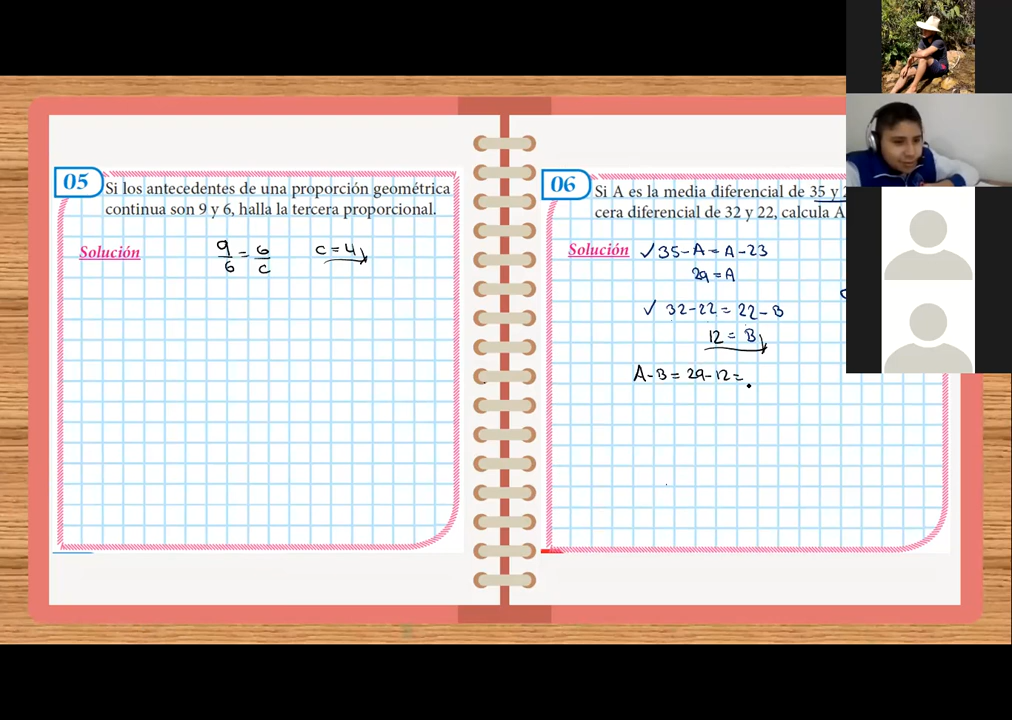 05
Si los antecedentes de una proporción geométrica
continua son 9 y 6, halla la tercera proporcional.
Solución
9/6 = 6/c
c = 4
06
Si A es la media diferencial de 35 y
cera diferencial de 32 y 22, calcula A
Solución
✓ 35 - A = A - 23
29 = A
✓ 32 - 22 = 22 - B
12 = B
A - B = 29 - 12 =